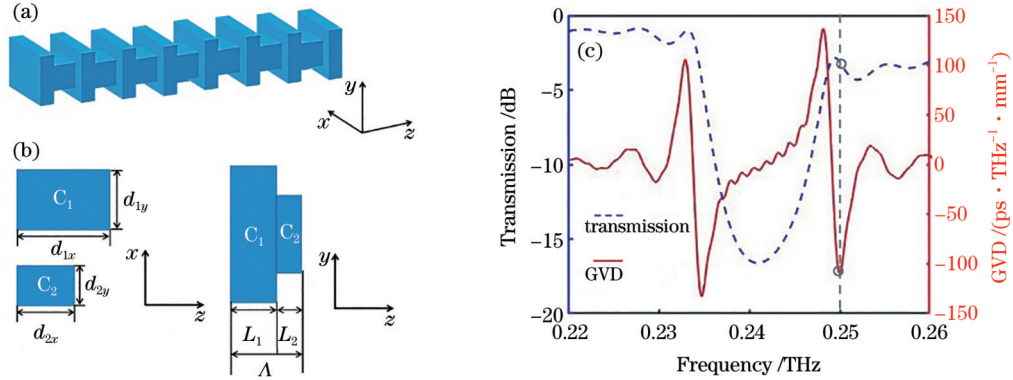 (a)
y
x
z
(b)
C1
d1y
d1x
C2
d2y
d2x
x
z
C1
C2
L1
L2
Λ
y
z
(c)
Transmission /dB
0
−5
−10
−15
−20
transmission
GVD
0.22
0.23
0.24
0.25
0.26
Frequency /THz
150
100
50
0
−50
−100
−150
GVD /(ps · THz⁻¹ · mm⁻¹)